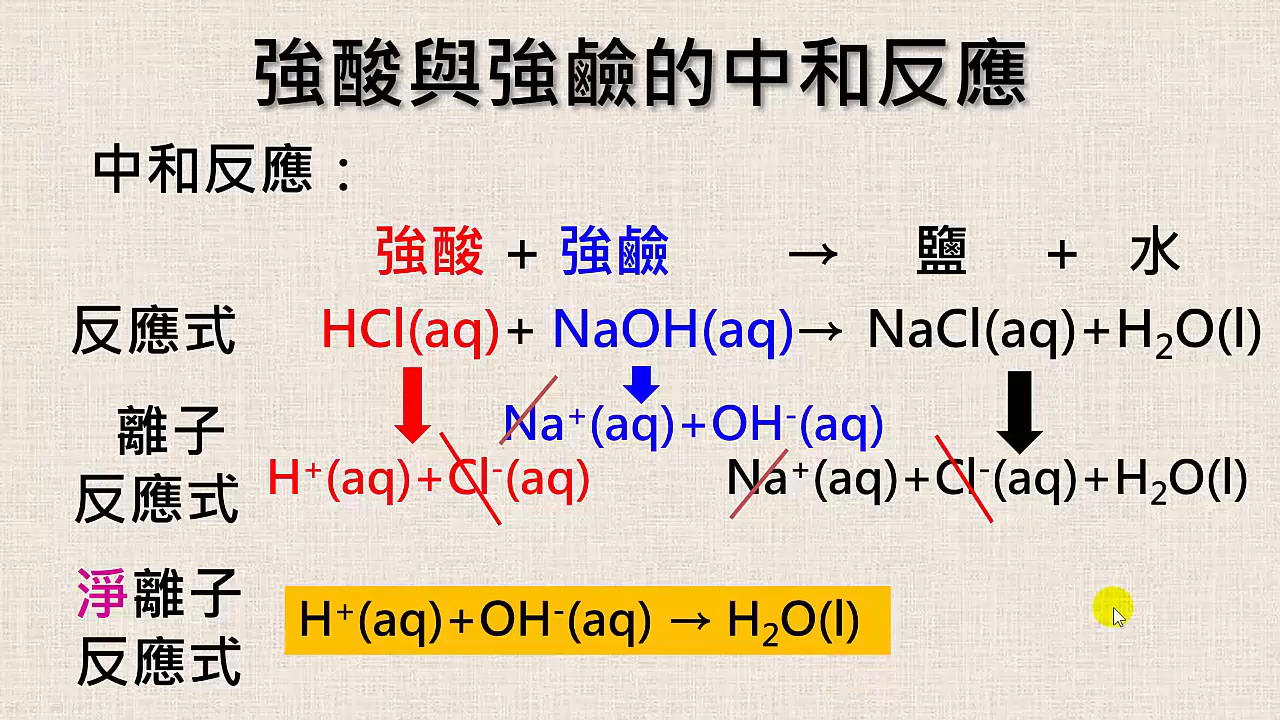 強酸與強鹼的中和反應
中和反應：
強酸 + 強鹼 → 鹽 + 水
反應式 HCl(aq)+ NaOH(aq)→ NaCl(aq)+H₂O(l)
Na⁺(aq)+OH⁻(aq)
離子
H⁺(aq)+Cl⁻(aq) Na⁺(aq)+Cl⁻(aq)+H₂O(l)
反應式
淨離子
H⁺(aq)+OH⁻(aq) → H₂O(l)
反應式